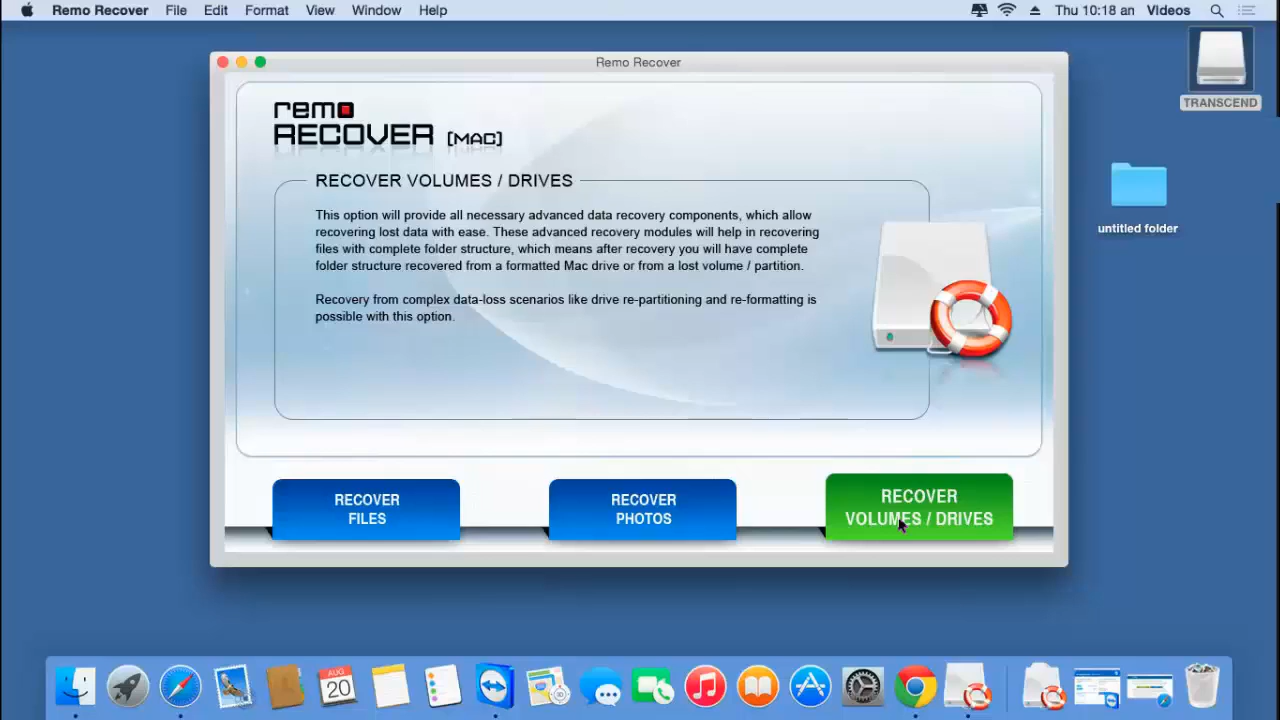 Remo Recover File Edit Format View Window Help Thu 10:18 an Videos
Remo Recover
TRANSCEND
remo
RECOVER [MAC]
RECOVER VOLUMES / DRIVES
This option will provide all necessary advanced data recovery components, which allow
recovering lost data with ease. These advanced recovery modules will help in recovering
files with complete folder structure, which means after recovery you will have complete
folder structure recovered from a formatted Mac drive or from a lost volume / partition.
Recovery from complex data-loss scenarios like drive re-partitioning and re-formatting is
possible with this option.
untitled folder
RECOVER
FILES
RECOVER
PHOTOS
RECOVER
VOLUMES / DRIVES
AUG
20